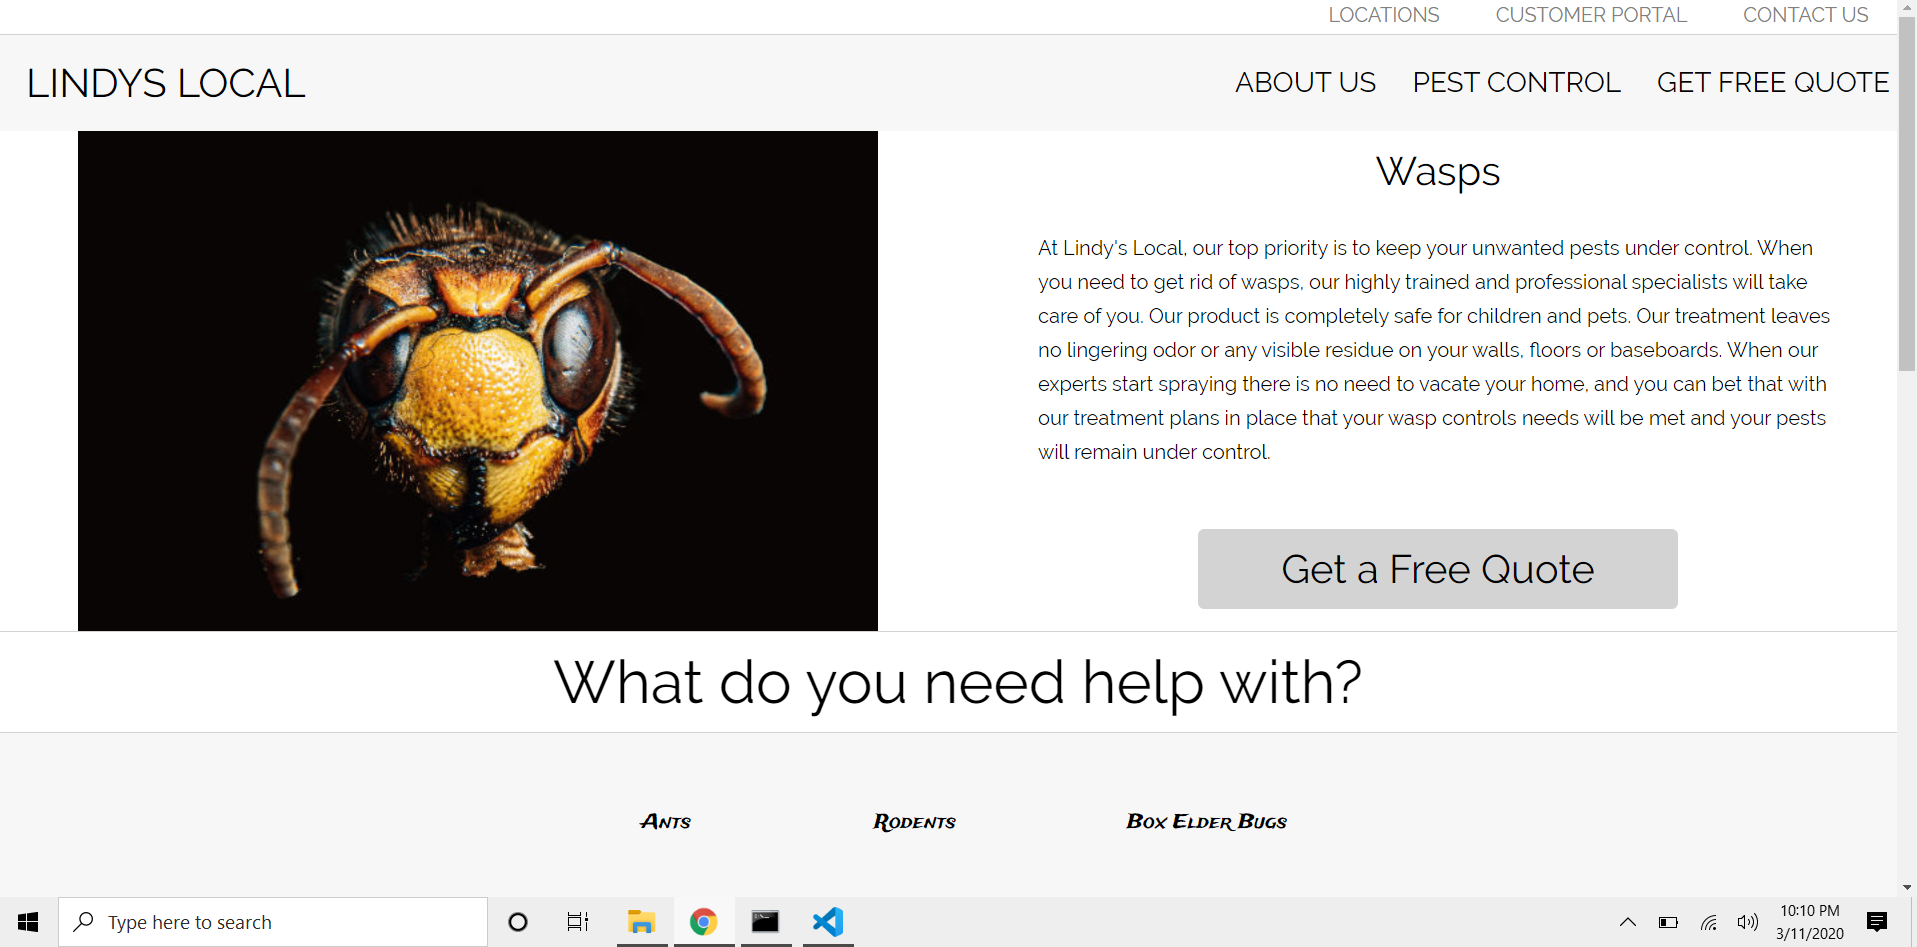 LOCATIONS CUSTOMER PORTAL CONTACT US
LINDYS LOCAL ABOUT US PEST CONTROL GET FREE QUOTE
Wasps
At Lindy's Local, our top priority is to keep your unwanted pests under control. When
you need to get rid of wasps, our highly trained and professional specialists will take
care of you. Our product is completely safe for children and pets. Our treatment leaves
no lingering odor or any visible residue on your walls, floors or baseboards. When our
experts start spraying there is no need to vacate your home, and you can bet that with
our treatment plans in place that your wasp controls needs will be met and your pests
will remain under control.
Get a Free Quote
What do you need help with?
Ants Rodents Box Elder Bugs
Type here to search
10:10 PM
3/11/2020